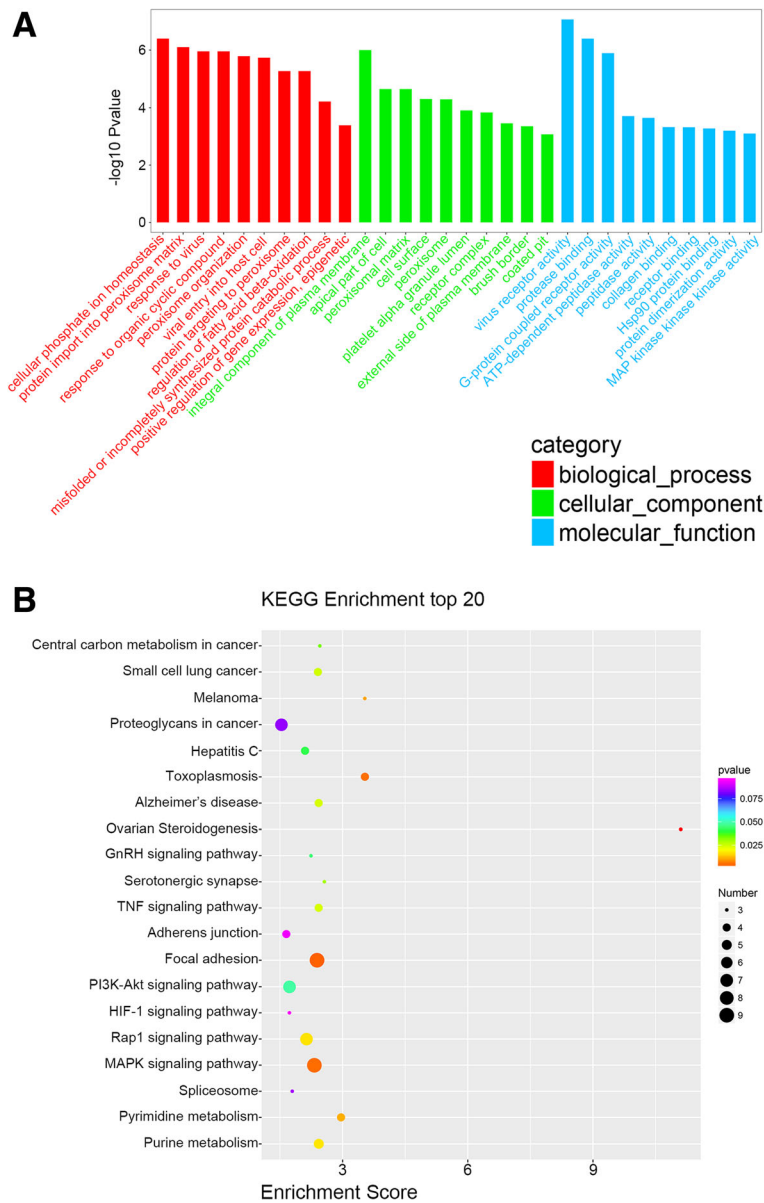 A
-log10 Pvalue
6
4
2
0
cellular phosphate ion homeostasis
protein import into peroxisome matrix
response to virus
response to organic cyclic compound
peroxisome organization
viral entry into host cell
protein targeting to peroxisome
regulation of fatty acid beta-oxidation
misfolded or incompletely synthesized protein catabolic process
positive regulation of gene expression, epigenetic
integral component of plasma membrane
apical part of cell
peroxisomal matrix
cell surface
peroxisome
platelet alpha granule lumen
receptor complex
external side of plasma membrane
brush border
coated pit
virus receptor activity
protease binding
G-protein coupled receptor activity
ATP-dependent peptidase activity
peptidase activity
collagen binding
receptor binding
Hsp90 protein binding
protein dimerization activity
MAP kinase kinase kinase activity
category
biological_process
cellular_component
molecular_function
B
KEGG Enrichment top 20
Central carbon metabolism in cancer
Small cell lung cancer
Melanoma
Proteoglycans in cancer
Hepatitis C
Toxoplasmosis
Alzheimer's disease
Ovarian Steroidogenesis
GnRH signaling pathway
Serotonergic synapse
TNF signaling pathway
Adherens junction
Focal adhesion
PI3K-Akt signaling pathway
HIF-1 signaling pathway
Rap1 signaling pathway
MAPK signaling pathway
Spliceosome
Pyrimidine metabolism
Purine metabolism
3
6
9
Enrichment Score
pvalue
0.075
0.050
0.025
Number
3
4
5
6
7
8
9